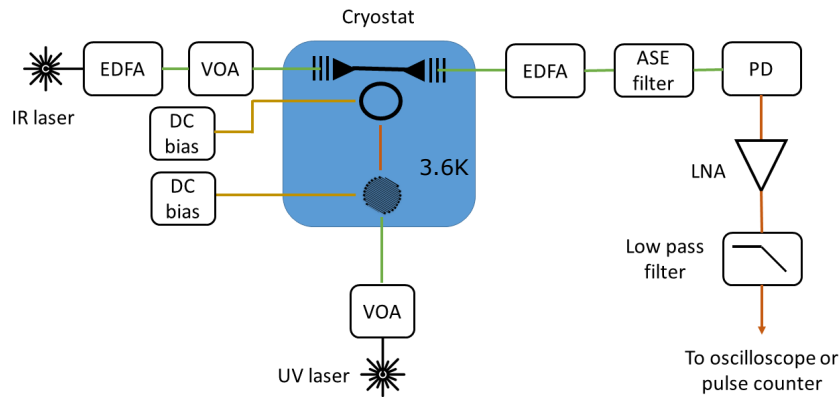 Cryostat
IR laser
EDFA
VOA
EDFA
ASE
filter
PD
DC
bias
DC
bias
3.6K
LNA
Low pass
filter
VOA
UV laser
To oscilloscope or
pulse counter